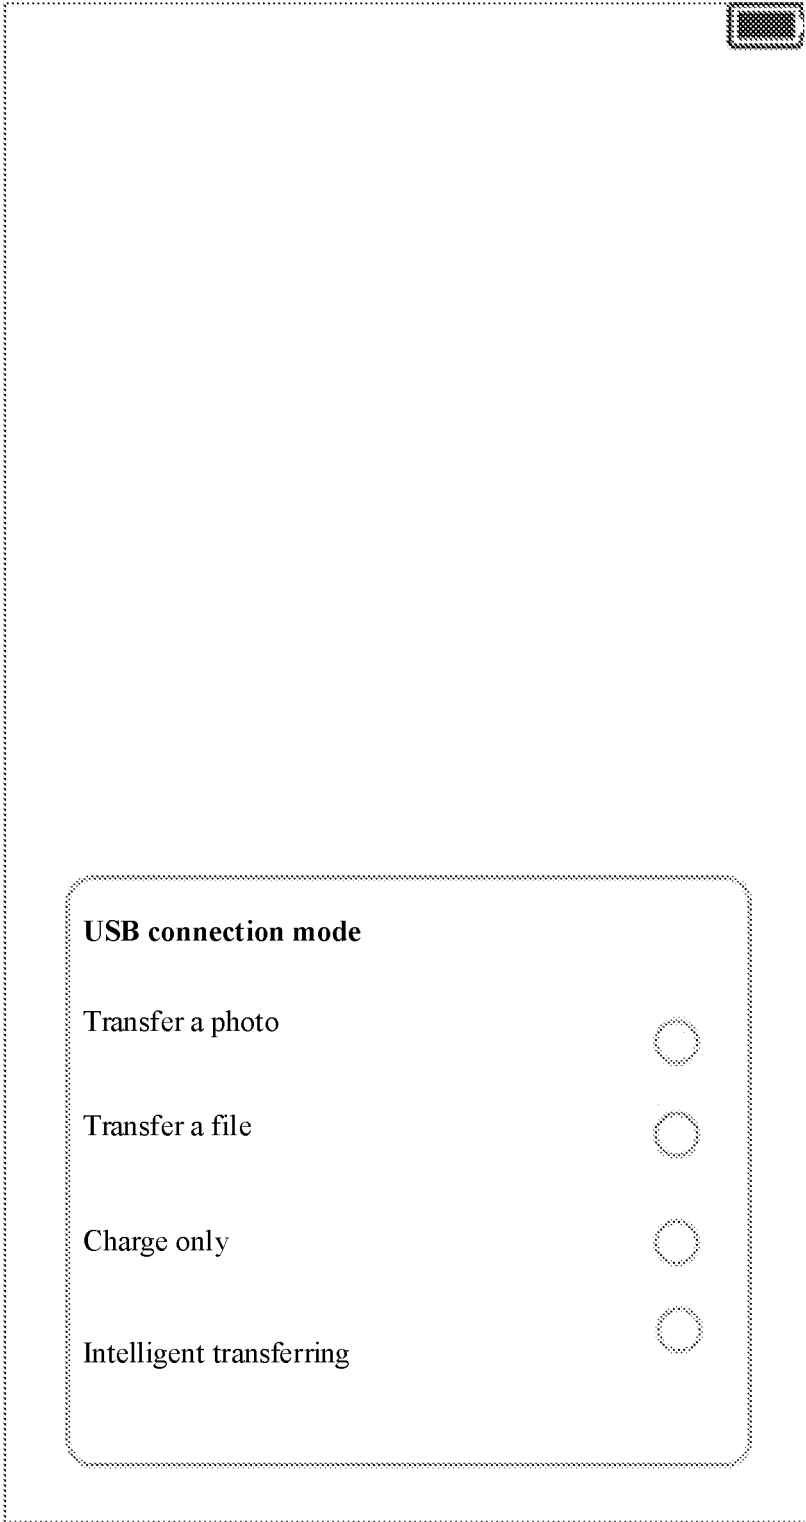 USB connection mode
Transfer a photo
Transfer a file
Charge only
Intelligent transferring